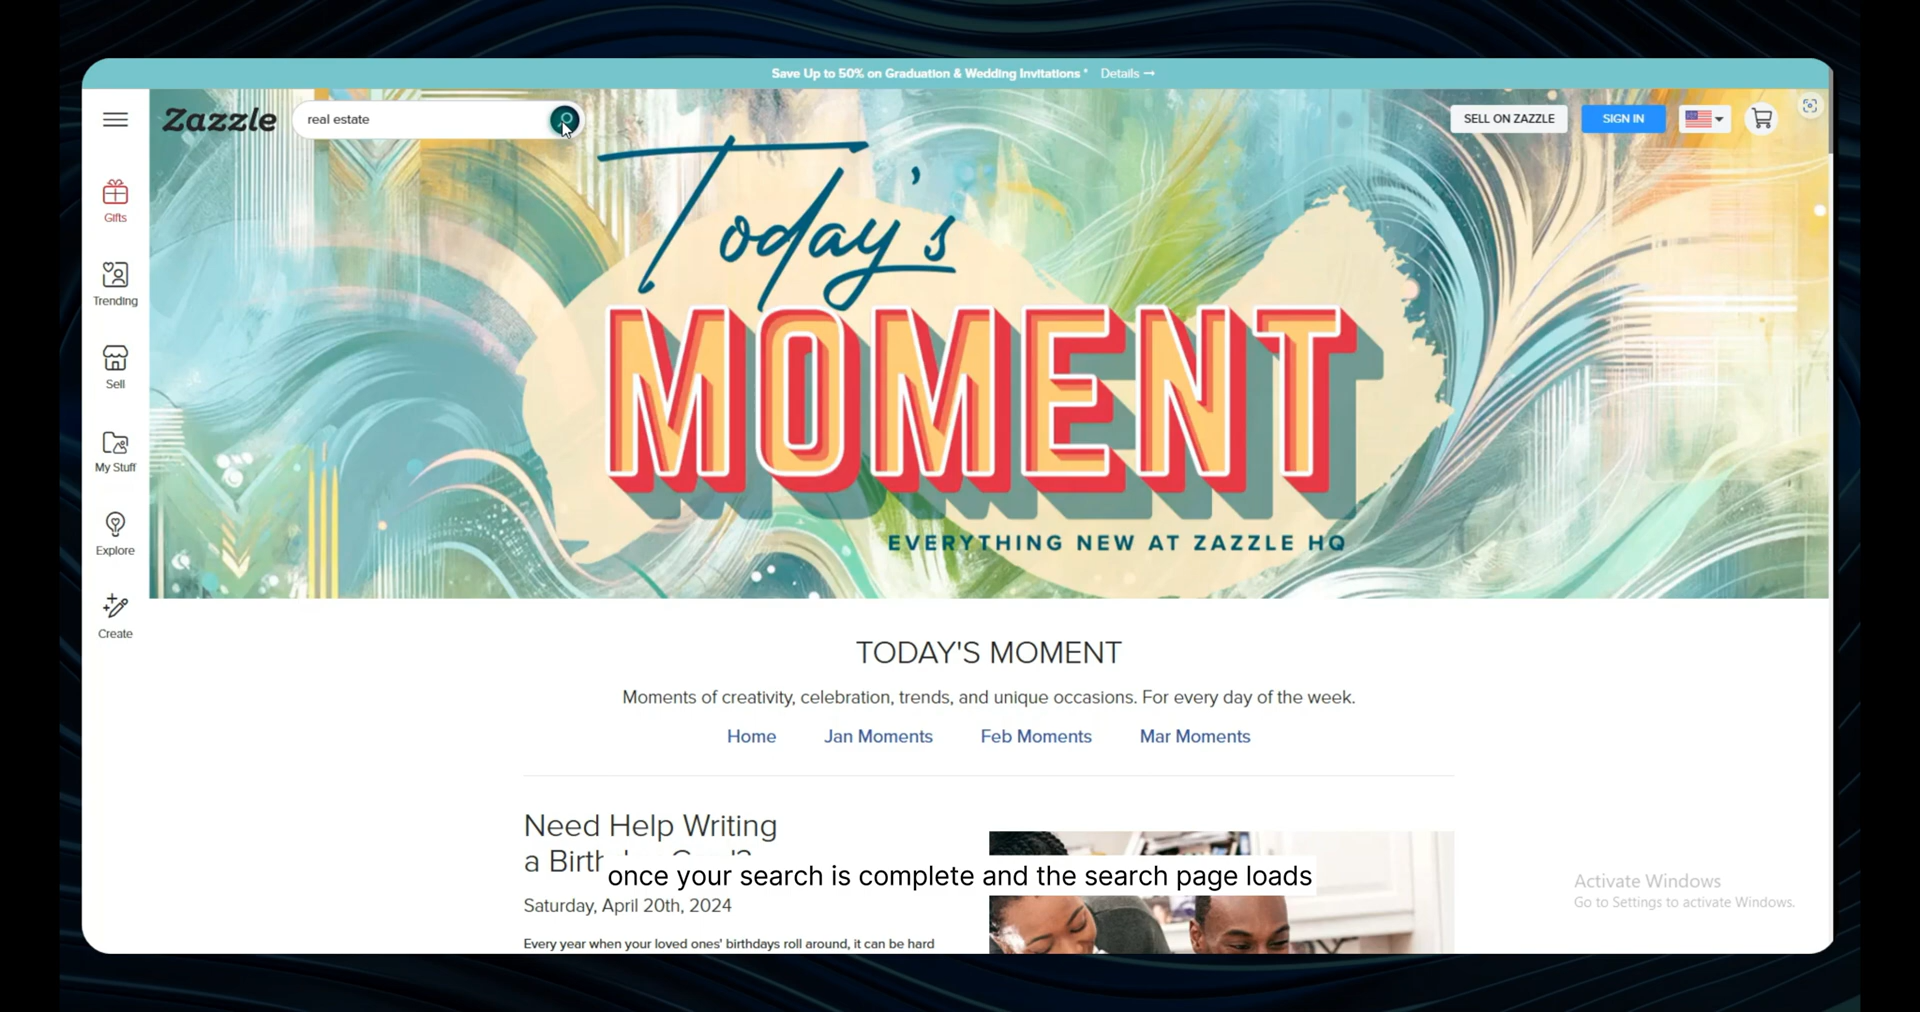 Save Up to 50% on Graduation & Wedding Invitations * Details →
Zazzle
real estate
SELL ON ZAZZLE
SIGN IN
Gifts
Trending
Sell
My Stuff
Explore
Create
Today's
MOMENT
EVERYTHING NEW AT ZAZZLE HQ
TODAY'S MOMENT
Moments of creativity, celebration, trends, and unique occasions. For every day of the week.
Home Jan Moments Feb Moments Mar Moments
Need Help Writing
a
once your search is complete and the search page loads
Saturday, April 20th, 2024
Every year when your loved ones' birthdays roll around, it can be hard
Activate Windows
Go to Settings to activate Windows.